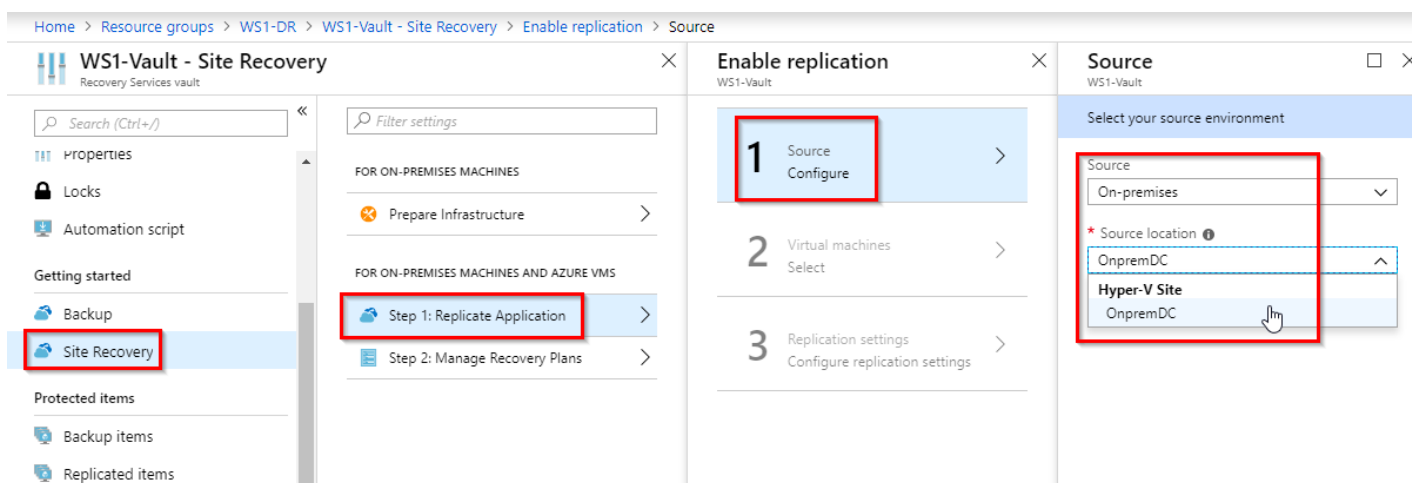 Home > Resource groups > WS1-DR > WS1-Vault - Site Recovery > Enable replication > Source
WS1-Vault - Site Recovery
Recovery Services vault
Search (Ctrl+/)
Properties
Locks
Automation script
Getting started
Backup
Site Recovery
Protected items
Backup items
Replicated items
Filter settings
FOR ON-PREMISES MACHINES
Prepare Infrastructure
FOR ON-PREMISES MACHINES AND AZURE VMS
Step 1: Replicate Application
Step 2: Manage Recovery Plans
Enable replication
WS1-Vault
1
Source
Configure
2
Virtual machines
Select
3
Replication settings
Configure replication settings
Source
WS1-Vault
Select your source environment
Source
On-premises
* Source location
OnpremDC
Hyper-V Site
OnpremDC